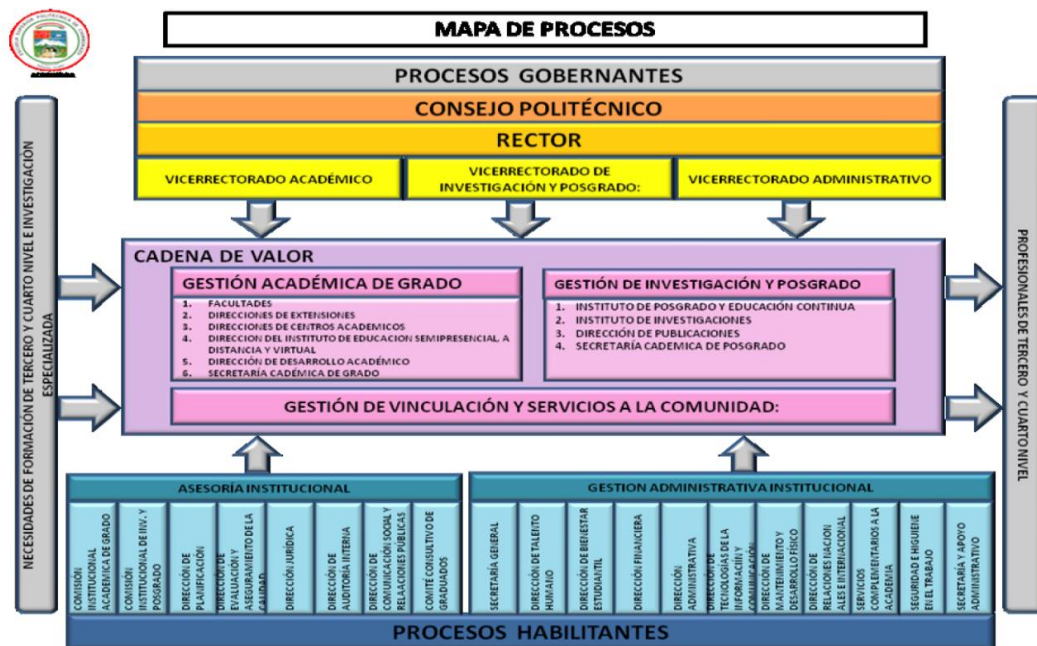 MAPA DE PROCESOS
PROCESOS GOBERNANTES
CONSEJO POLITÉCNICO
RECTOR
VICERRECTORADO ACADÉMICO
VICERRECTORADO DE
INVESTIGACIÓN Y POSGRADO:
VICERRECTORADO ADMINISTRATIVO
NECESIDADES DE FORMACIÓN DE TERCERO Y CUARTO NIVEL E INVESTIGACIÓN
ESPECIALIZADA
CADENA DE VALOR
GESTIÓN ACADÉMICA DE GRADO
1. FACULTADES
2. DIRECCIONES DE EXTENSIONES
3. DIRECCIONES DE CENTROS ACADEMICOS
4. DIRECCION DEL INSTITUTO DE EDUCACION SEMIPRESENCIAL A
DISTANCIA Y VIRTUAL
5. DIRECCIÓN DE DESARROLLO ACADÉMICO
6. SECRETARÍA CADÉMICA DE GRADO
GESTIÓN DE INVESTIGACIÓN Y POSGRADO
1. INSTITUTO DE POSGRADO Y EDUCACIÓN CONTINUA
2. INSTITUTO DE INVESTIGACIONES
3. DIRECCIÓN DE PUBLICACIONES
4. SECRETARÍA CADEMICA DE POSGRADO
GESTIÓN DE VINCULACIÓN Y SERVICIOS A LA COMUNIDAD:
PROFESIONALES DE TERCERO Y CUARTO NIVEL
ASESORÍA INSTITUCIONAL
COMISIÓN
INSTITUCIONAL
ACADEMICA DE GRADO
COMISIÓN
INSTITUCIONAL DE INV. Y
POSGRADO
DIRECCIÓN DE
PLANIFICACIÓN
DIRECCIÓN DE
EVALUACIÓN Y
ASEGURAMIENTO DE LA
CALIDAD
DIRECCIÓN JURÍDICA
DIRECCIÓN DE
AUDITORÍA INTERNA
DIRECCIÓN DE
COMUNICACIÓN SOCIAL Y
RELAACIONES PÚBLICAS
COMITÉ CONSULTIVO DE
GRADUADOS
GESTION ADMINISTRATIVA INSTITUCIONAL
SECRETARÍA GENERAL
DIRECCIÓN DE TALENTO
HUMANO
DIRECCIÓN DE BIENESTAR
ESTUDIANTIL
DIRECCIÓN FNINANCIERA
DIRECCIÓN
ADMINISTRATIVA
DIRECCIÓN DE
TECNOLOGÍAS DE LA
INFORMACIÓN Y
COMUNICACIÓN
DIRECCIÓN DE
MANTENIMIENTO Y
DESARROLLO FÍSICO
DIRECCIÓN DE
RELACIONES NACION
ALES E INTERNACIONAL
SERVICIOS
COMPLEMENTARIOS A LA
ACADEMIA
SEGURIDAD E HIGUIENE
EN EL TRABAJO
SECRETARÍA Y APOYO
ADMINISTRATIVO
PROCESOS HABILITANTES